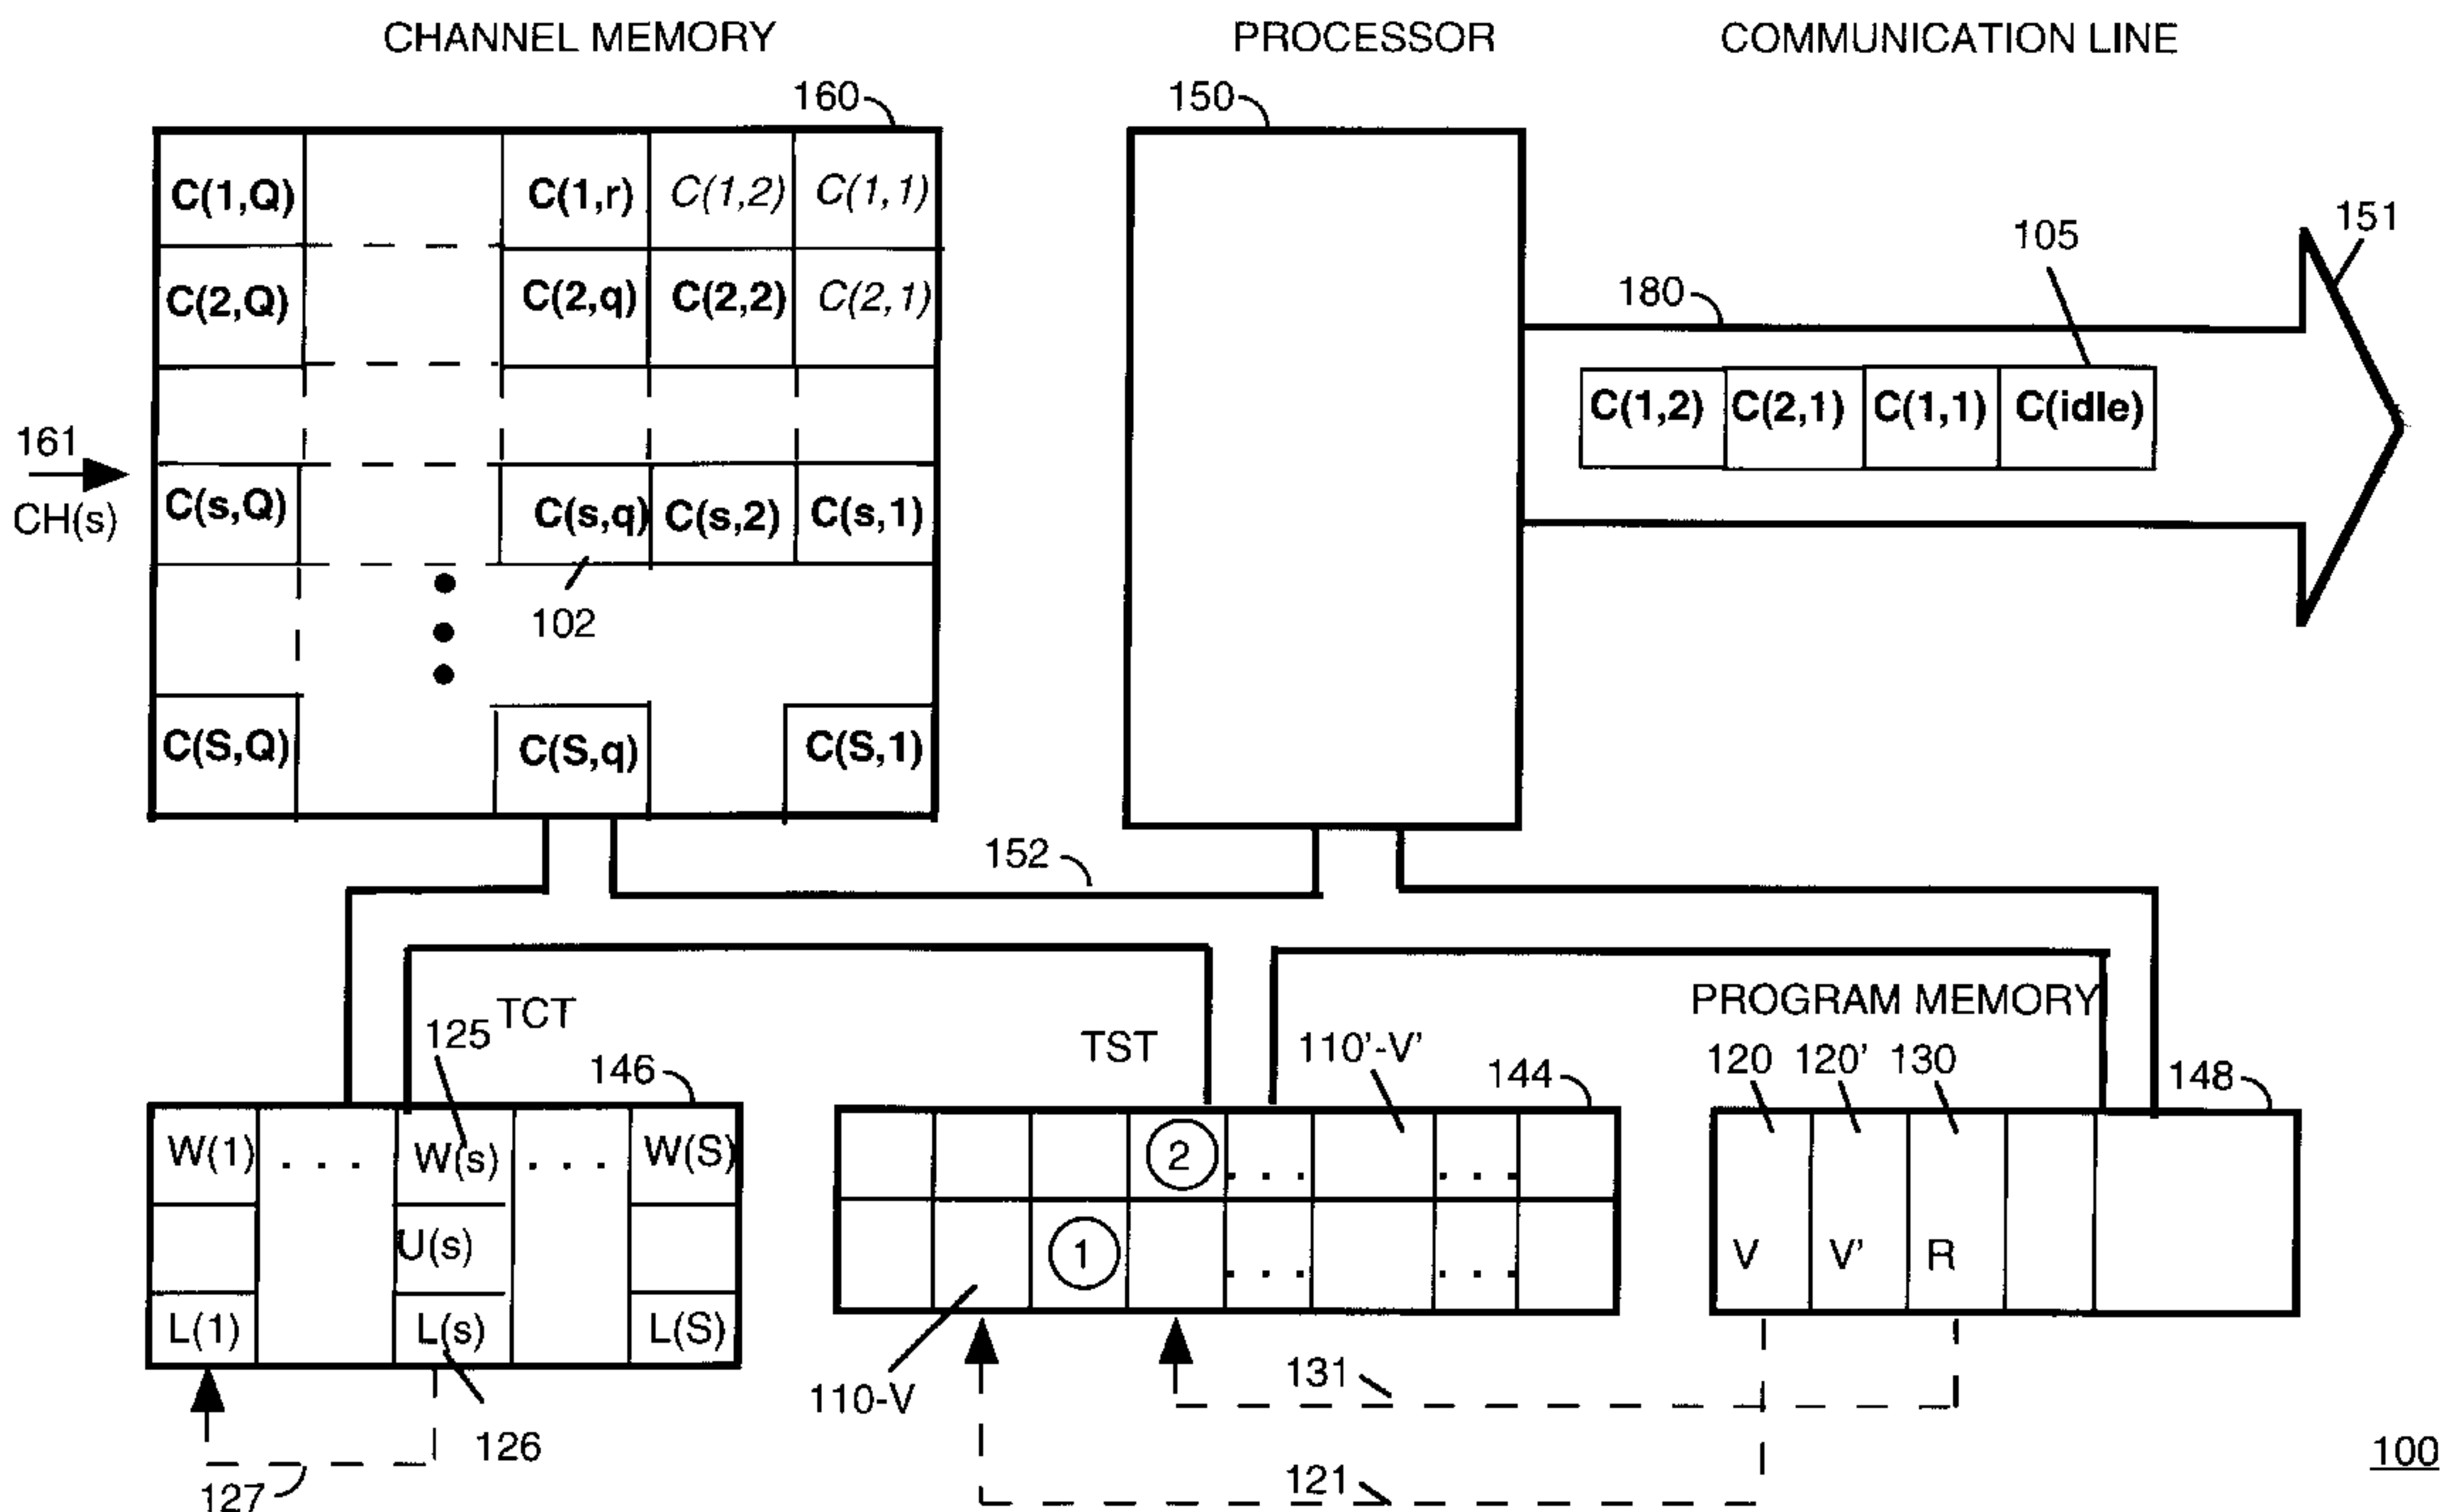 CHANNEL MEMORY PROCESSOR COMMUNICATION LINE
160 150
151
105
180
C(1,Q) C(1,r) C(1,2) C(1,1)
C(2,Q) C(2,q) C(2,2) C(2,1)
C(1,2) C(2,1) C(1,1) C(idle)
161
CH(s)
C(s,Q) C(s,q) C(s,2) C(s,1)
102
C(S,Q) C(S,q) C(S,1)
152
TCT TST PROGRAM MEMORY
125 146 110'-V' 144 120 120' 130 148
W(1) . . . W(s) . . . W(S)
U(s)
L(1) L(s) L(S)
2 . . . . . .
1 . . . . . .
V V' R
110-V
131
126
127
121
100